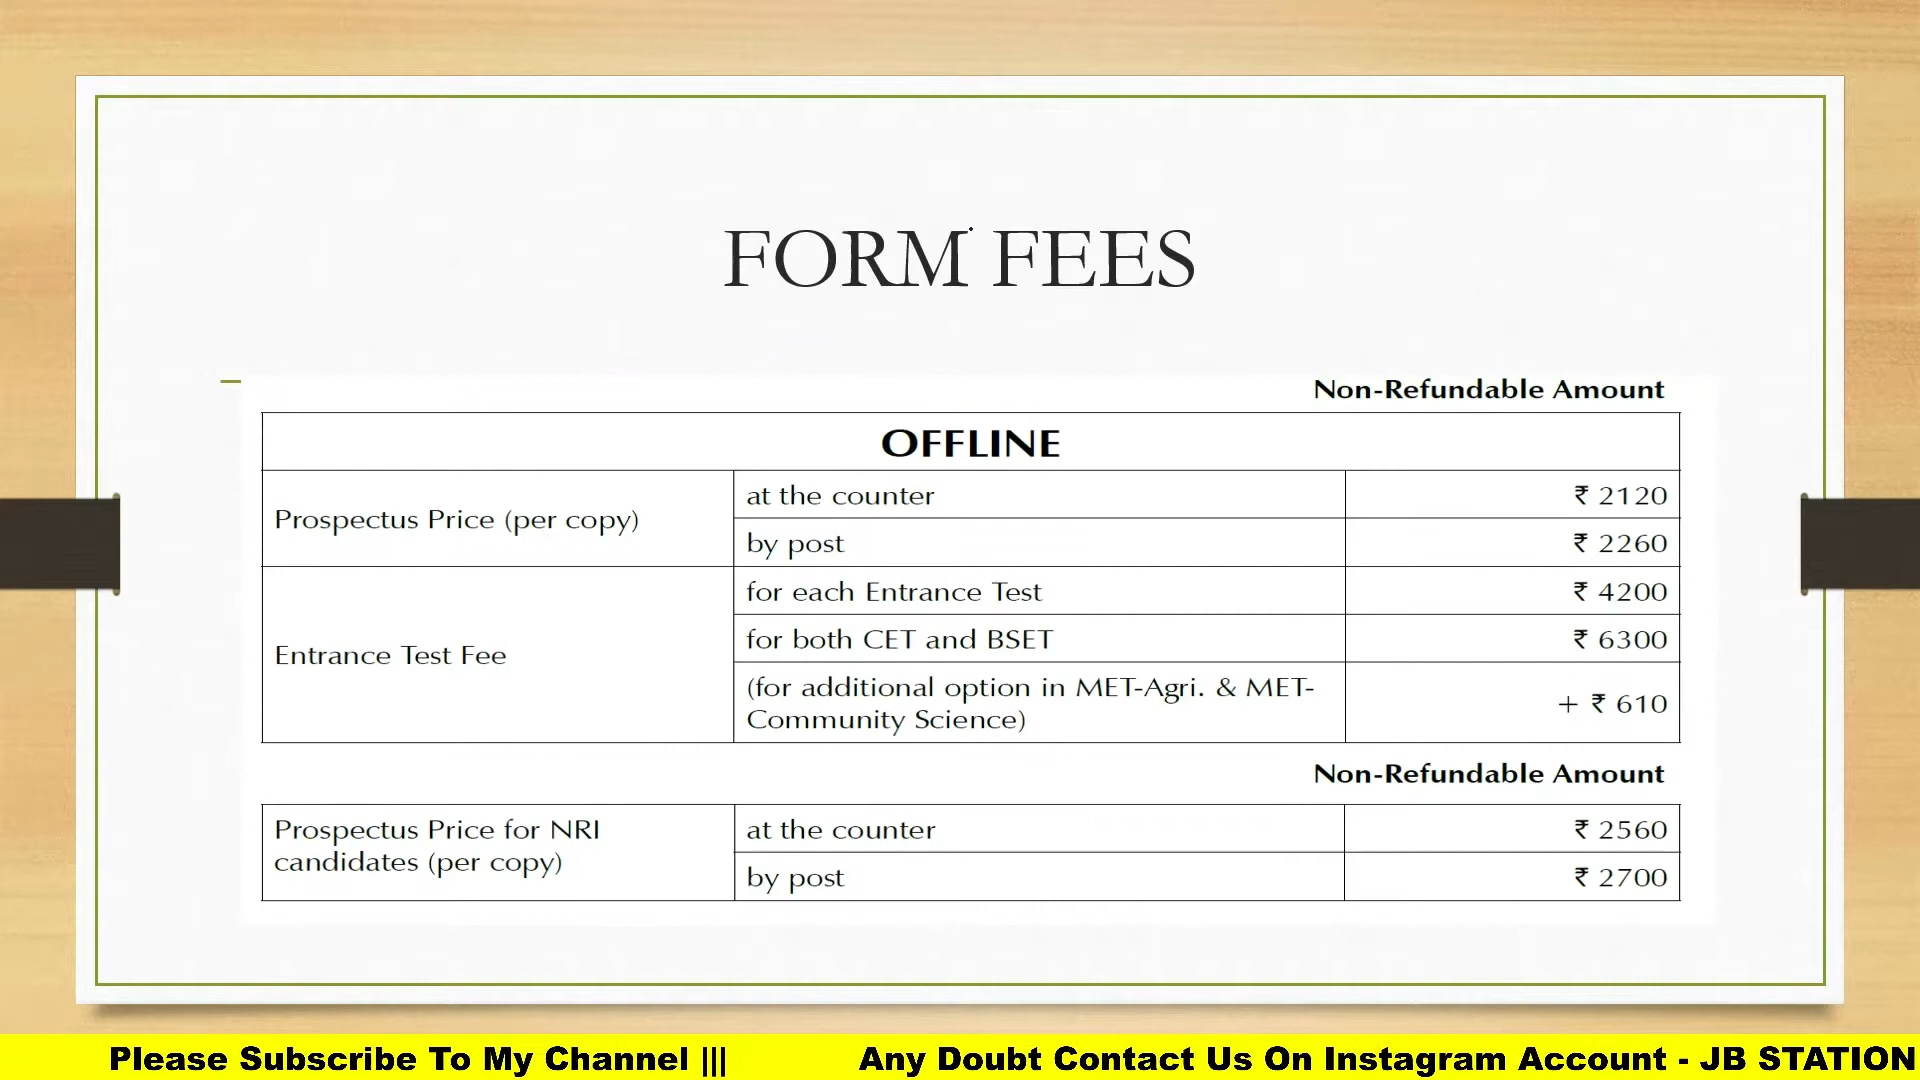 FORM FEES
Non-Refundable Amount
OFFLINE
Prospectus Price (per copy)
at the counter
₹ 2120
by post
₹ 2260
Entrance Test Fee
for each Entrance Test
₹ 4200
for both CET and BSET
₹ 6300
(for additional option in MET-Agri. & MET-
Community Science)
+ ₹ 610
Non-Refundable Amount
Prospectus Price for NRI
candidates (per copy)
at the counter
₹ 2560
by post
₹ 2700
Please Subscribe To My Channel ||| Any Doubt Contact Us On Instagram Account - JB STATION